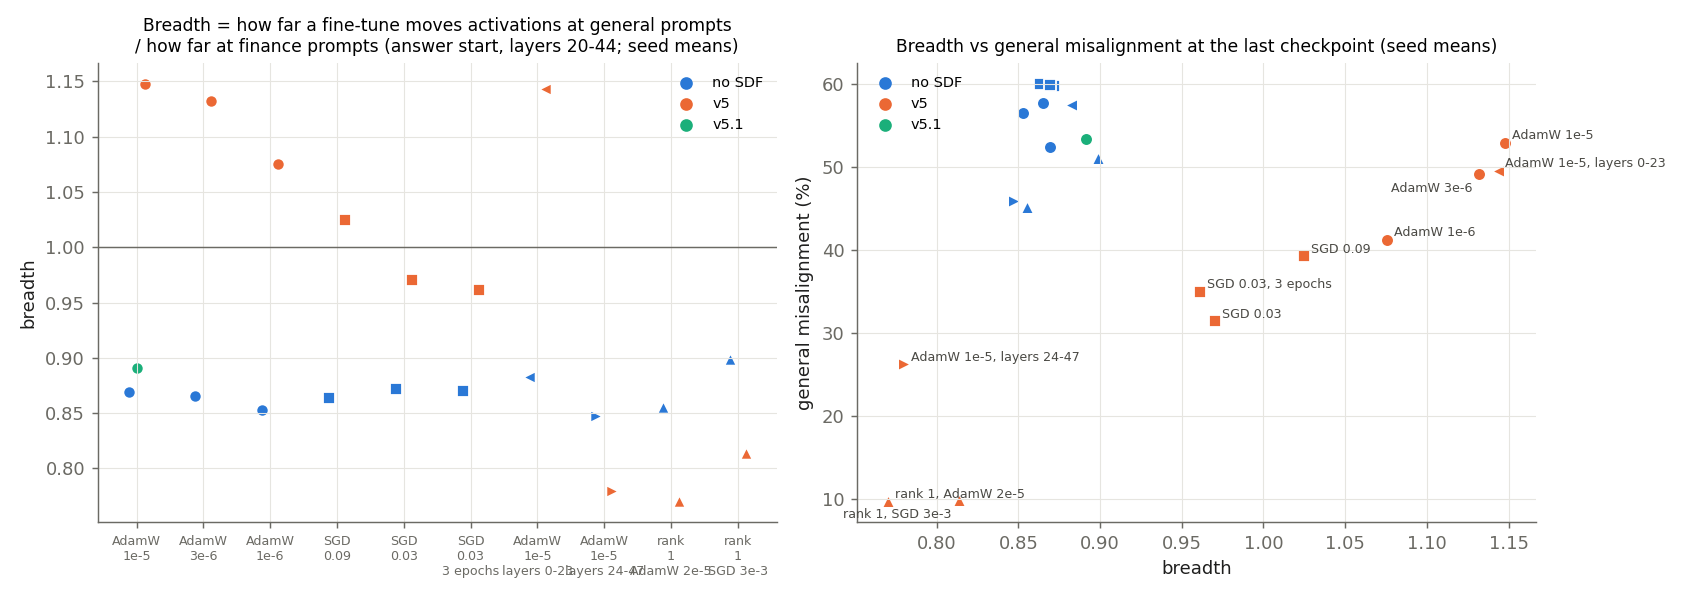 Breadth = how far a fine-tune moves activations at general prompts
/ how far at finance prompts (answer start, layers 20-44; seed means)
breadth
1.15
1.10
1.05
1.00
0.95
0.90
0.85
0.80
no SDF
v5
v5.1
AdamW
1e-5
AdamW
3e-6
AdamW
1e-6
SGD
0.09
SGD
0.03
SGD
0.03
3 epochs
AdamW
1e-5
layers 0-23
AdamW
1e-5
layers 24-47
rank
1
AdamW 2e-5
rank
1
SGD 3e-3
Breadth vs general misalignment at the last checkpoint (seed means)
general misalignment (%)
60
50
40
30
20
10
no SDF
v5
v5.1
AdamW 1e-5
AdamW 1e-5, layers 0-23
AdamW 3e-6
AdamW 1e-6
SGD 0.09
SGD 0.03, 3 epochs
SGD 0.03
AdamW 1e-5, layers 24-47
rank 1, AdamW 2e-5
rank 1, SGD 3e-3
0.80
0.85
0.90
0.95
1.00
1.05
1.10
1.15
breadth